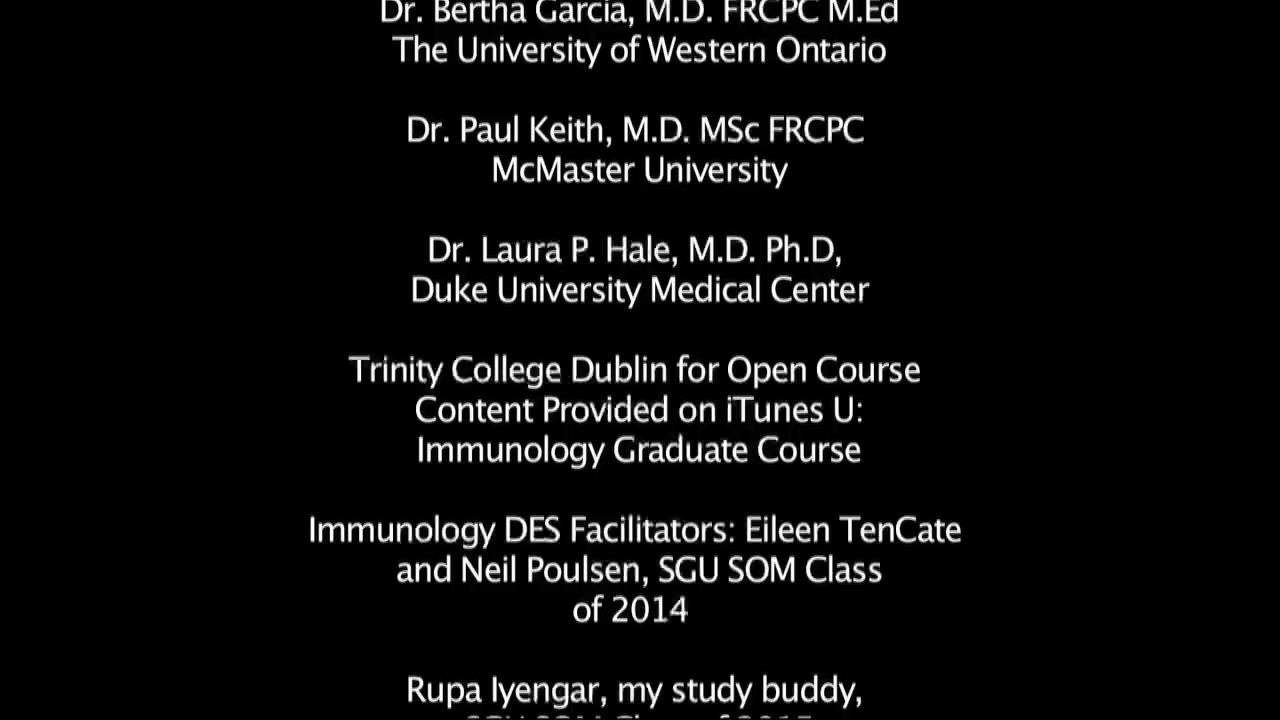 Dr. Bertha Garcia, M.D. FRCPC M.Ed
The University of Western Ontario
Dr. Paul Keith, M.D. MSc FRCPC
McMaster University
Dr. Laura P. Hale, M.D. Ph.D,
Duke University Medical Center
Trinity College Dublin for Open Course
Content Provided on iTunes U:
Immunology Graduate Course
Immunology DES Facilitators: Eileen TenCate
and Neil Poulsen, SGU SOM Class
of 2014
Rupa Iyengar, my study buddy,